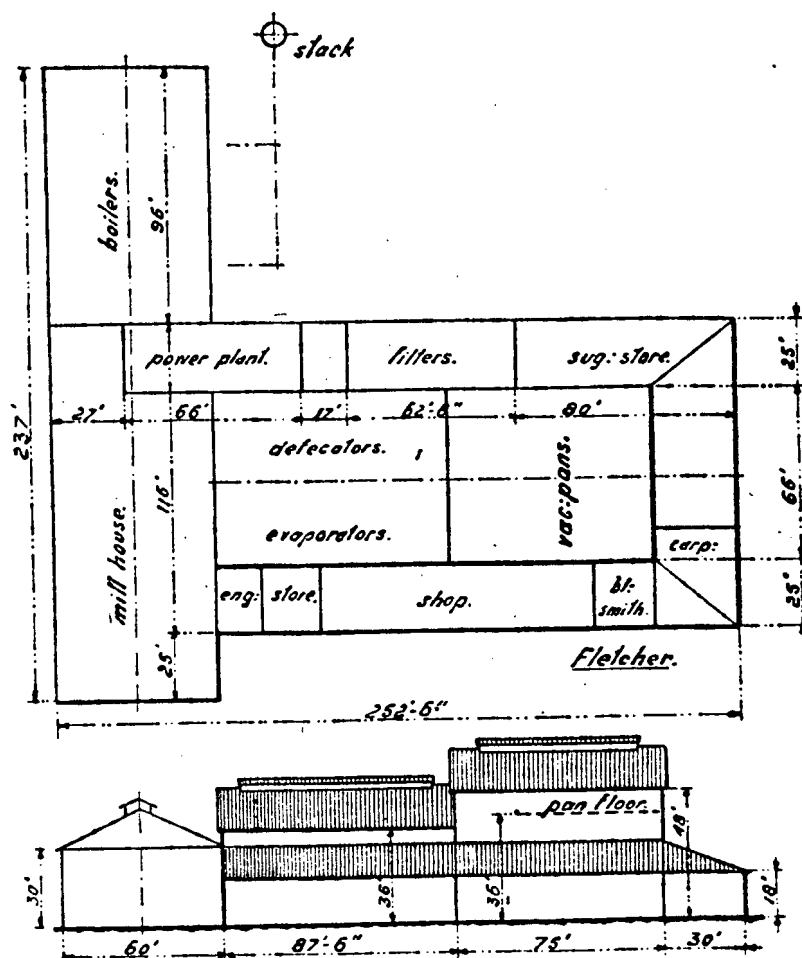 stack
boilers.
96'
237'
power plant.
filters.
sug: store.
25'
27'
66'
17'
62'-6"
80'
defecators.
vac: pans.
66'
116'
mill house.
evaporators.
carp:
eng:
store.
shop.
bl:
smith.
25'
25'
Fletcher.
252'-6"
pan floor.
48'
30'
36'
36'
18'
60'
87'-6"
75'
30'